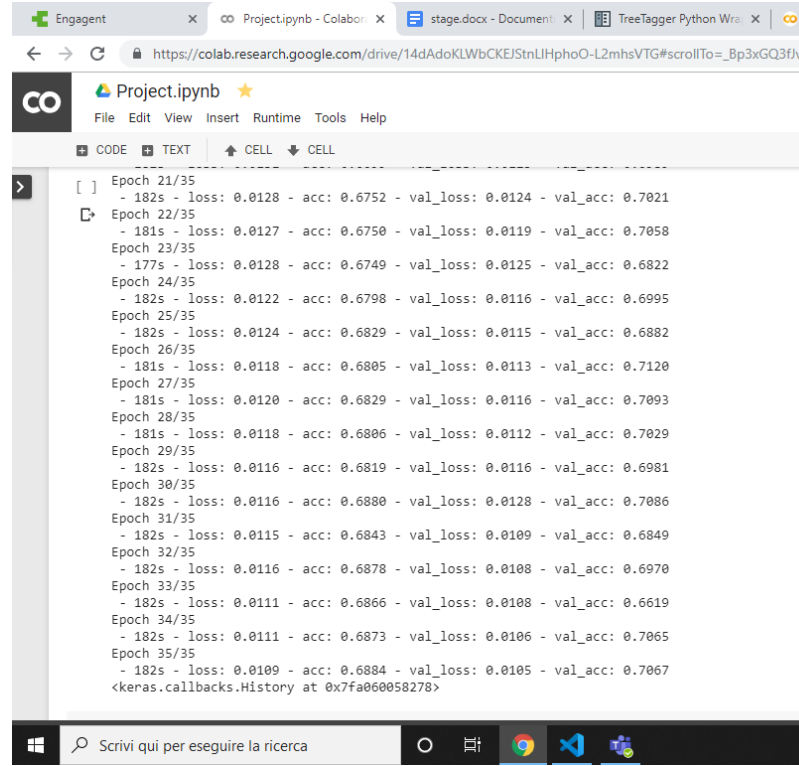 Engagent
Project.ipynb - Colabor
stage.docx - Document
TreeTagger Python Wra
https://colab.research.google.com/drive/14dAdoKLWbCKEJStnLIHphoO-L2mhsVTG#scrollTo=_Bp3xGQ3fJv
CO
Project.ipynb
File Edit View Insert Runtime Tools Help
CODE TEXT CELL CELL
[ ] Epoch 21/35
- 182s - loss: 0.0128 - acc: 0.6752 - val_loss: 0.0124 - val_acc: 0.7021
Epoch 22/35
- 181s - loss: 0.0127 - acc: 0.6750 - val_loss: 0.0119 - val_acc: 0.7058
Epoch 23/35
- 177s - loss: 0.0128 - acc: 0.6749 - val_loss: 0.0125 - val_acc: 0.6822
Epoch 24/35
- 182s - loss: 0.0122 - acc: 0.6798 - val_loss: 0.0116 - val_acc: 0.6995
Epoch 25/35
- 182s - loss: 0.0124 - acc: 0.6829 - val_loss: 0.0115 - val_acc: 0.6882
Epoch 26/35
- 181s - loss: 0.0118 - acc: 0.6805 - val_loss: 0.0113 - val_acc: 0.7120
Epoch 27/35
- 181s - loss: 0.0120 - acc: 0.6829 - val_loss: 0.0116 - val_acc: 0.7093
Epoch 28/35
- 181s - loss: 0.0118 - acc: 0.6806 - val_loss: 0.0112 - val_acc: 0.7029
Epoch 29/35
- 182s - loss: 0.0116 - acc: 0.6819 - val_loss: 0.0116 - val_acc: 0.6981
Epoch 30/35
- 182s - loss: 0.0116 - acc: 0.6880 - val_loss: 0.0128 - val_acc: 0.7086
Epoch 31/35
- 182s - loss: 0.0115 - acc: 0.6843 - val_loss: 0.0109 - val_acc: 0.6849
Epoch 32/35
- 182s - loss: 0.0116 - acc: 0.6878 - val_loss: 0.0108 - val_acc: 0.6970
Epoch 33/35
- 182s - loss: 0.0111 - acc: 0.6866 - val_loss: 0.0108 - val_acc: 0.6619
Epoch 34/35
- 182s - loss: 0.0111 - acc: 0.6873 - val_loss: 0.0106 - val_acc: 0.7065
Epoch 35/35
- 182s - loss: 0.0109 - acc: 0.6884 - val_loss: 0.0105 - val_acc: 0.7067
<keras.callbacks.History at 0x7fa060058278>
Scrivi qui per eseguire la ricerca